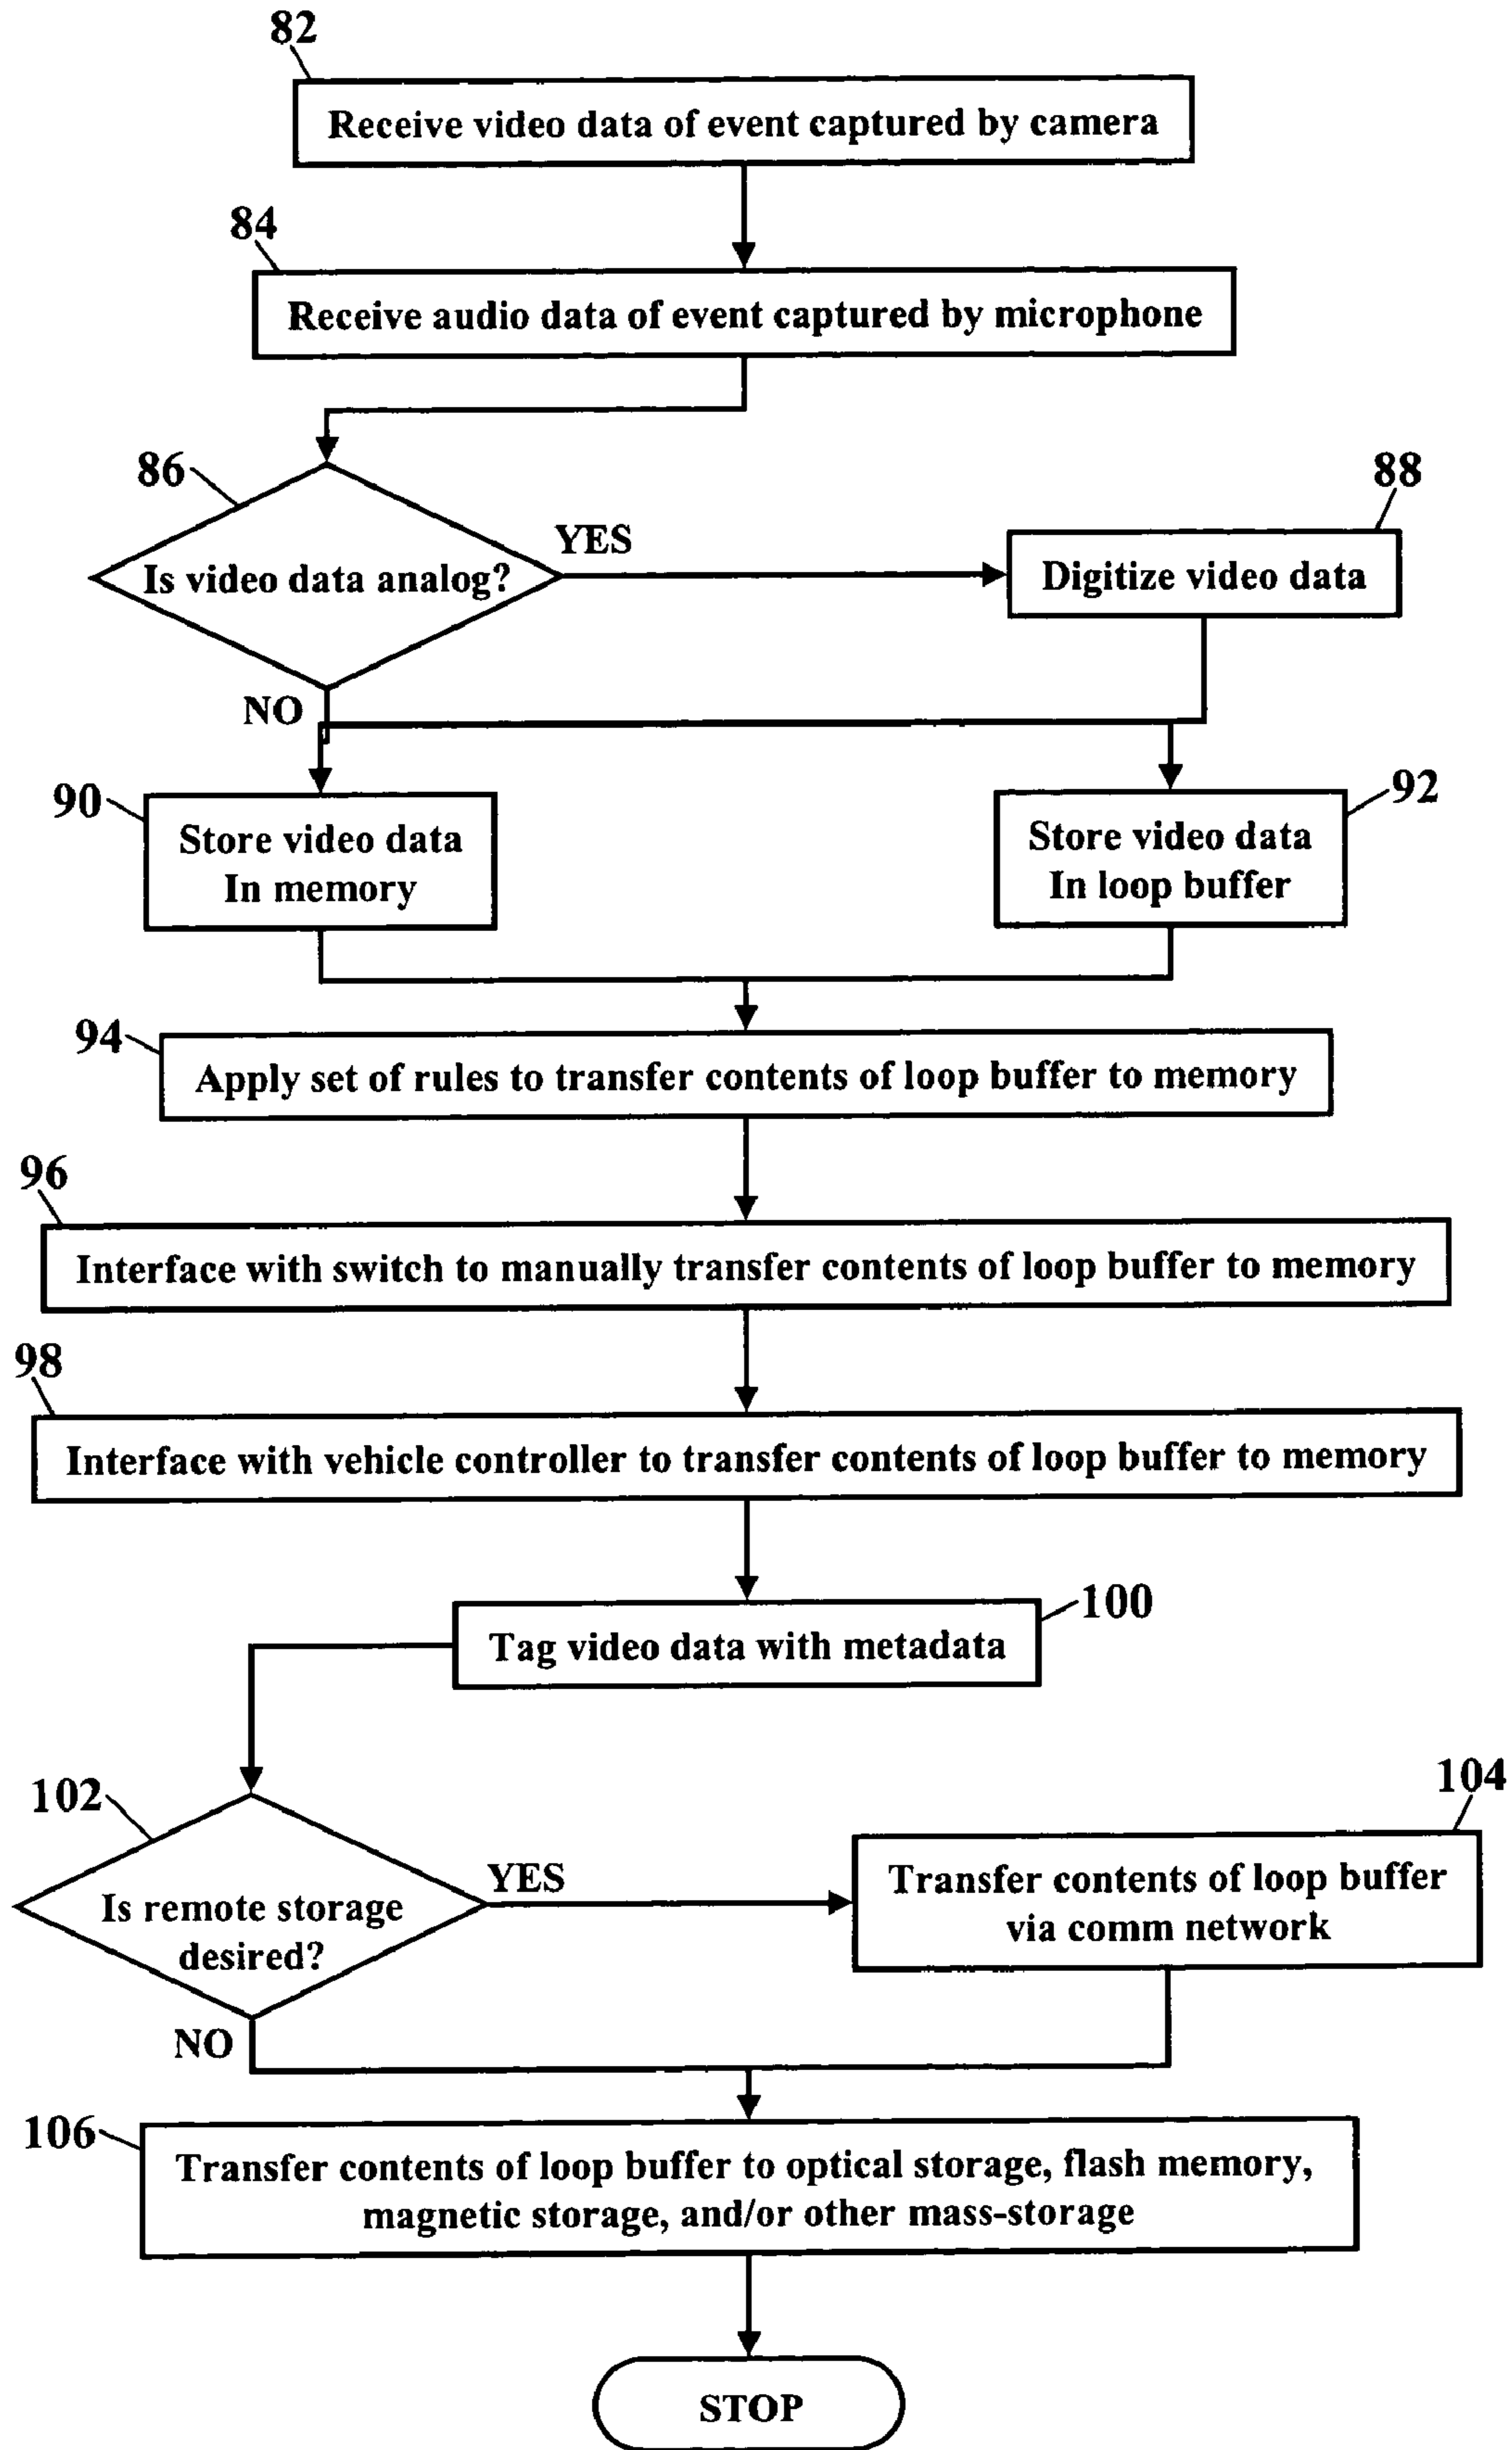 82
Receive video data of event captured by camera
84
Receive audio data of event captured by microphone
86
Is video data analog?
YES
88
Digitize video data
NO
90
Store video data
In memory
92
Store video data
In loop buffer
94
Apply set of rules to transfer contents of loop buffer to memory
96
Interface with switch to manually transfer contents of loop buffer to memory
98
Interface with vehicle controller to transfer contents of loop buffer to memory
100
Tag video data with metadata
102
Is remote storage
desired?
YES
104
Transfer contents of loop buffer
via comm network
NO
106
Transfer contents of loop buffer to optical storage, flash memory,
magnetic storage, and/or other mass-storage
STOP